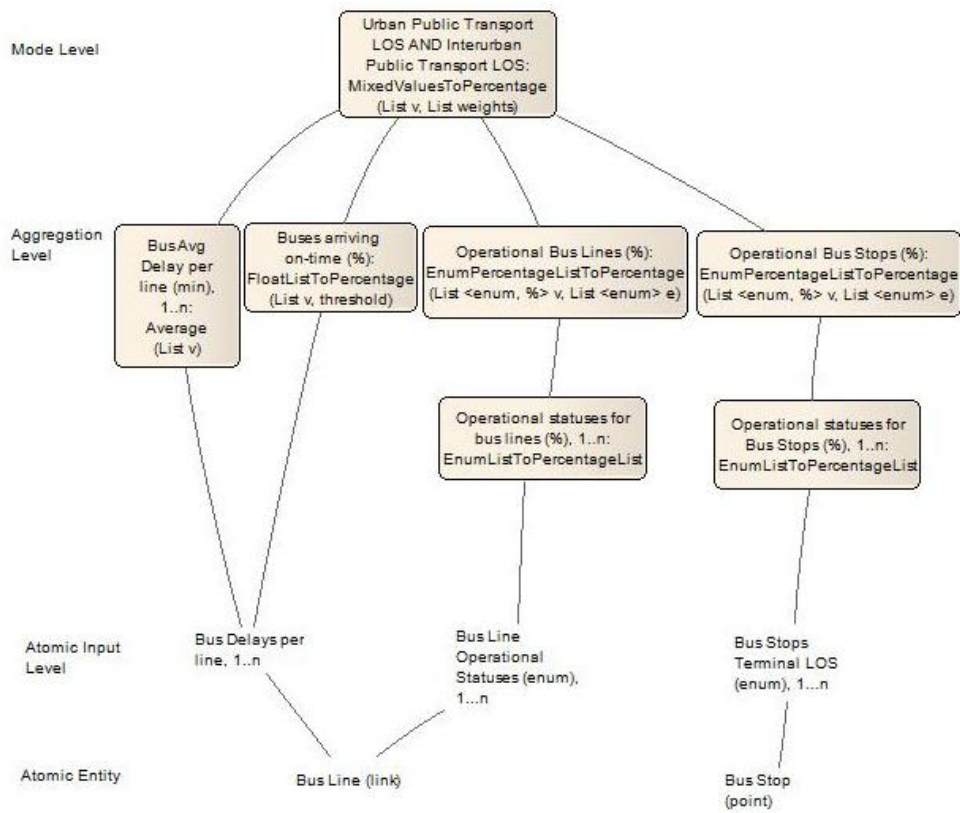 Mode Level
Urban Public Transport
LOS AND Interurban
Public Transport LOS:
MixedValuesToPercentage
(List v, List weights)
Aggregation
Level
Bus Avg
Delay per
line (min),
1..n:
Average
(List v)
Buses arriving
on-time (%):
FloatListToPercentage
(List v, threshold)
Operational Bus Lines (%):
EnumPercentageListToPercentage
(List <enum, %> v, List <enum> e)
Operational Bus Stops (%):
EnumPercentageListToPercentage
(List <enum, %> v, List <enum> e)
Operational statuses for
bus lines (%), 1..n:
EnumListToPercentageList
Operational statuses for
Bus Stops (%), 1..n:
EnumListToPercentageList
Atomic Input
Level
Bus Delays per
line, 1..n
Bus Line
Operational
Statuses (enum),
1...n
Bus Stops
Terminal LOS
(enum), 1...n
Atomic Entity
Bus Line (link)
Bus Stop
(point)